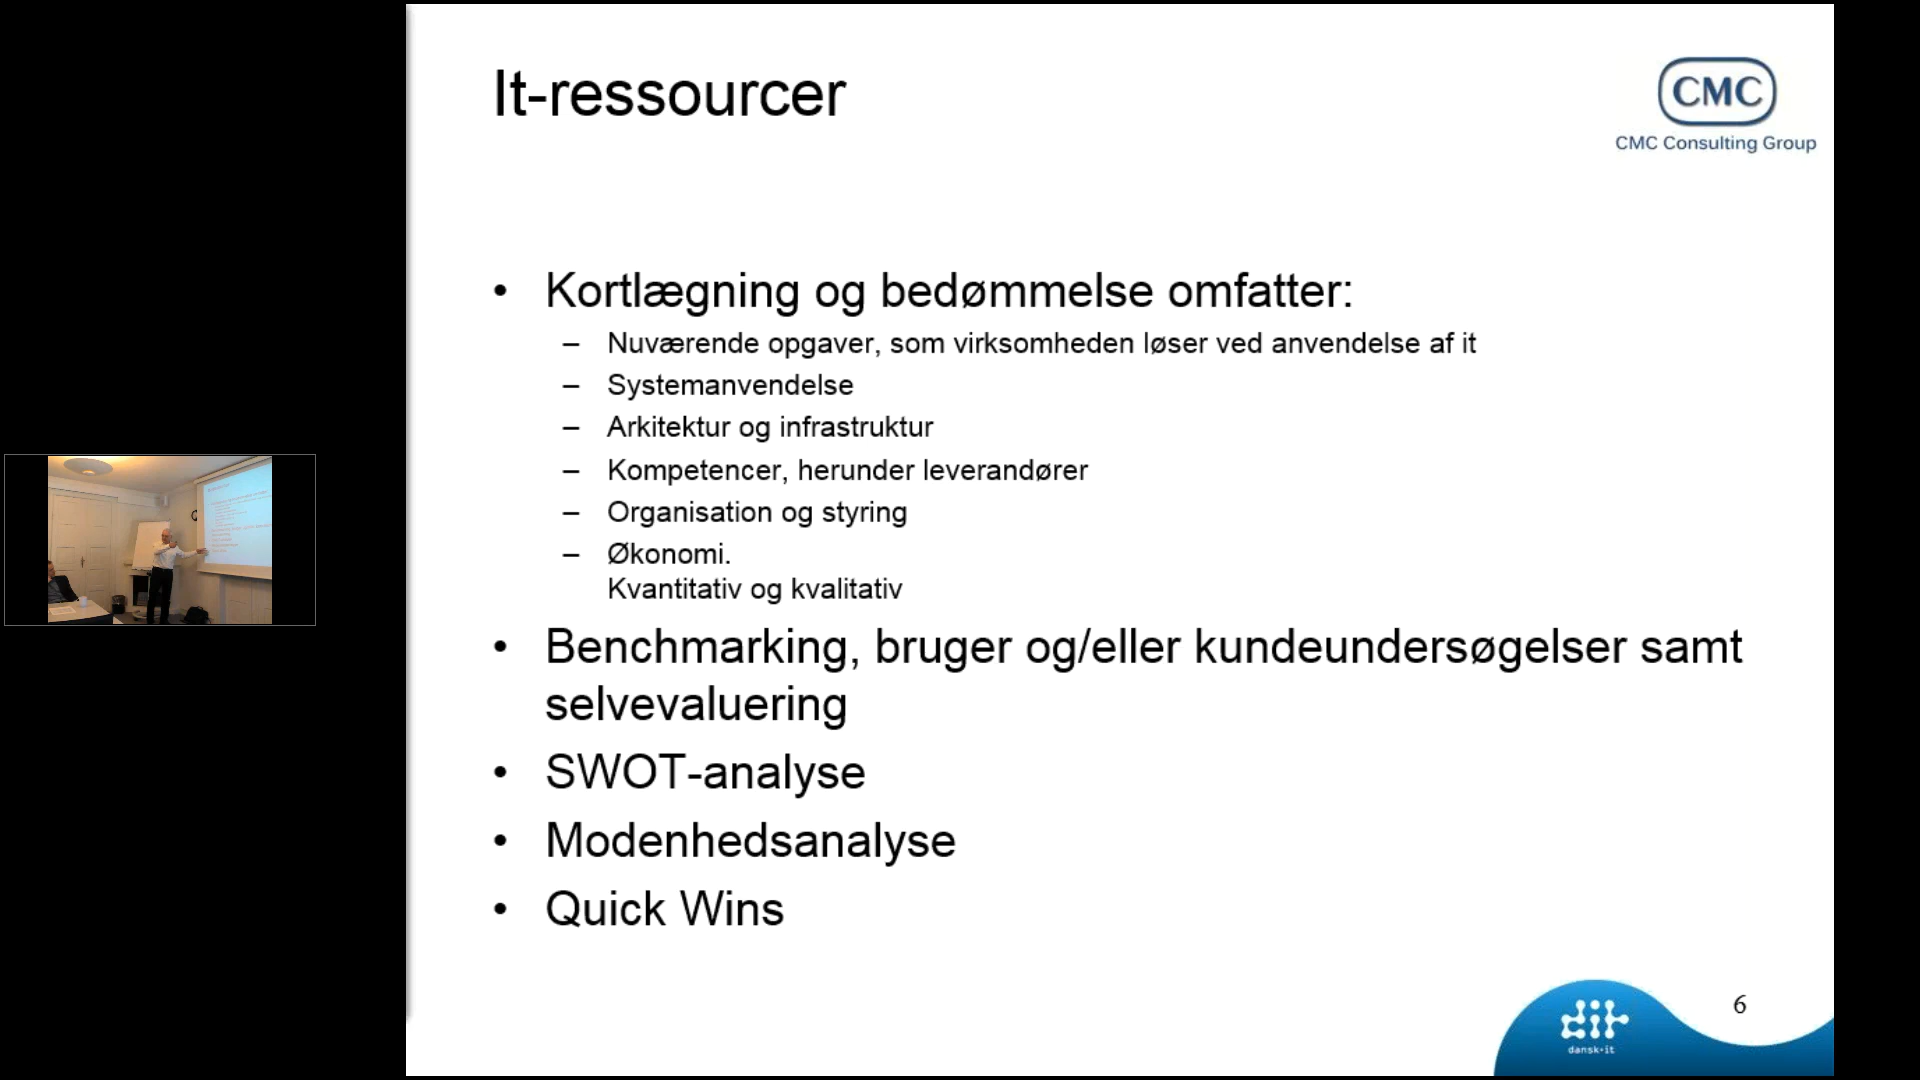 It-ressourcer
CMC
CMC Consulting Group
• Kortlægning og bedømmelse omfatter:
– Nuværende opgaver, som virksomheden løser ved anvendelse af it
– Systemanvendelse
– Arkitektur og infrastruktur
– Kompetencer, herunder leverandører
– Organisation og styring
– Økonomi.
Kvantitativ og kvalitativ
• Benchmarking, bruger og/eller kundeundersøgelser samt
selvevaluering
• SWOT-analyse
• Modenhedsanalyse
• Quick Wins
6
dit
dansk·it